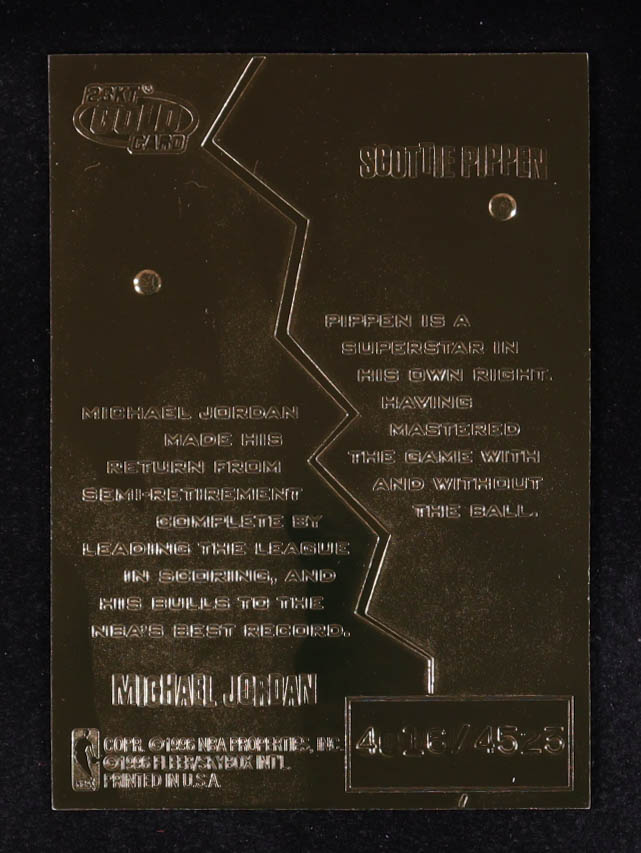 23KT
GOLD
CARD
SCOTTIE PIPPEN
PIPPEN IS A
SUPERSTAR IN
HIS OWN RIGHT.
HAVING
MASTERED
THE GAME WITH
AND WITHOUT
THE BALL.
MICHAEL JORDAN
MADE HIS
RETURN FROM
SEMI-RETIREMENT
COMPLETE BY
LEADING THE LEAGUE
IN SCORING, AND
HIS BULLS TO THE
NBA'S BEST RECORD.
MICHAEL JORDAN
COPR. ©1996 NBA PROPERTIES, INC.
©1996 FLEER/SKYBOX INT'L.
PRINTED IN U.S.A.
4016/4523